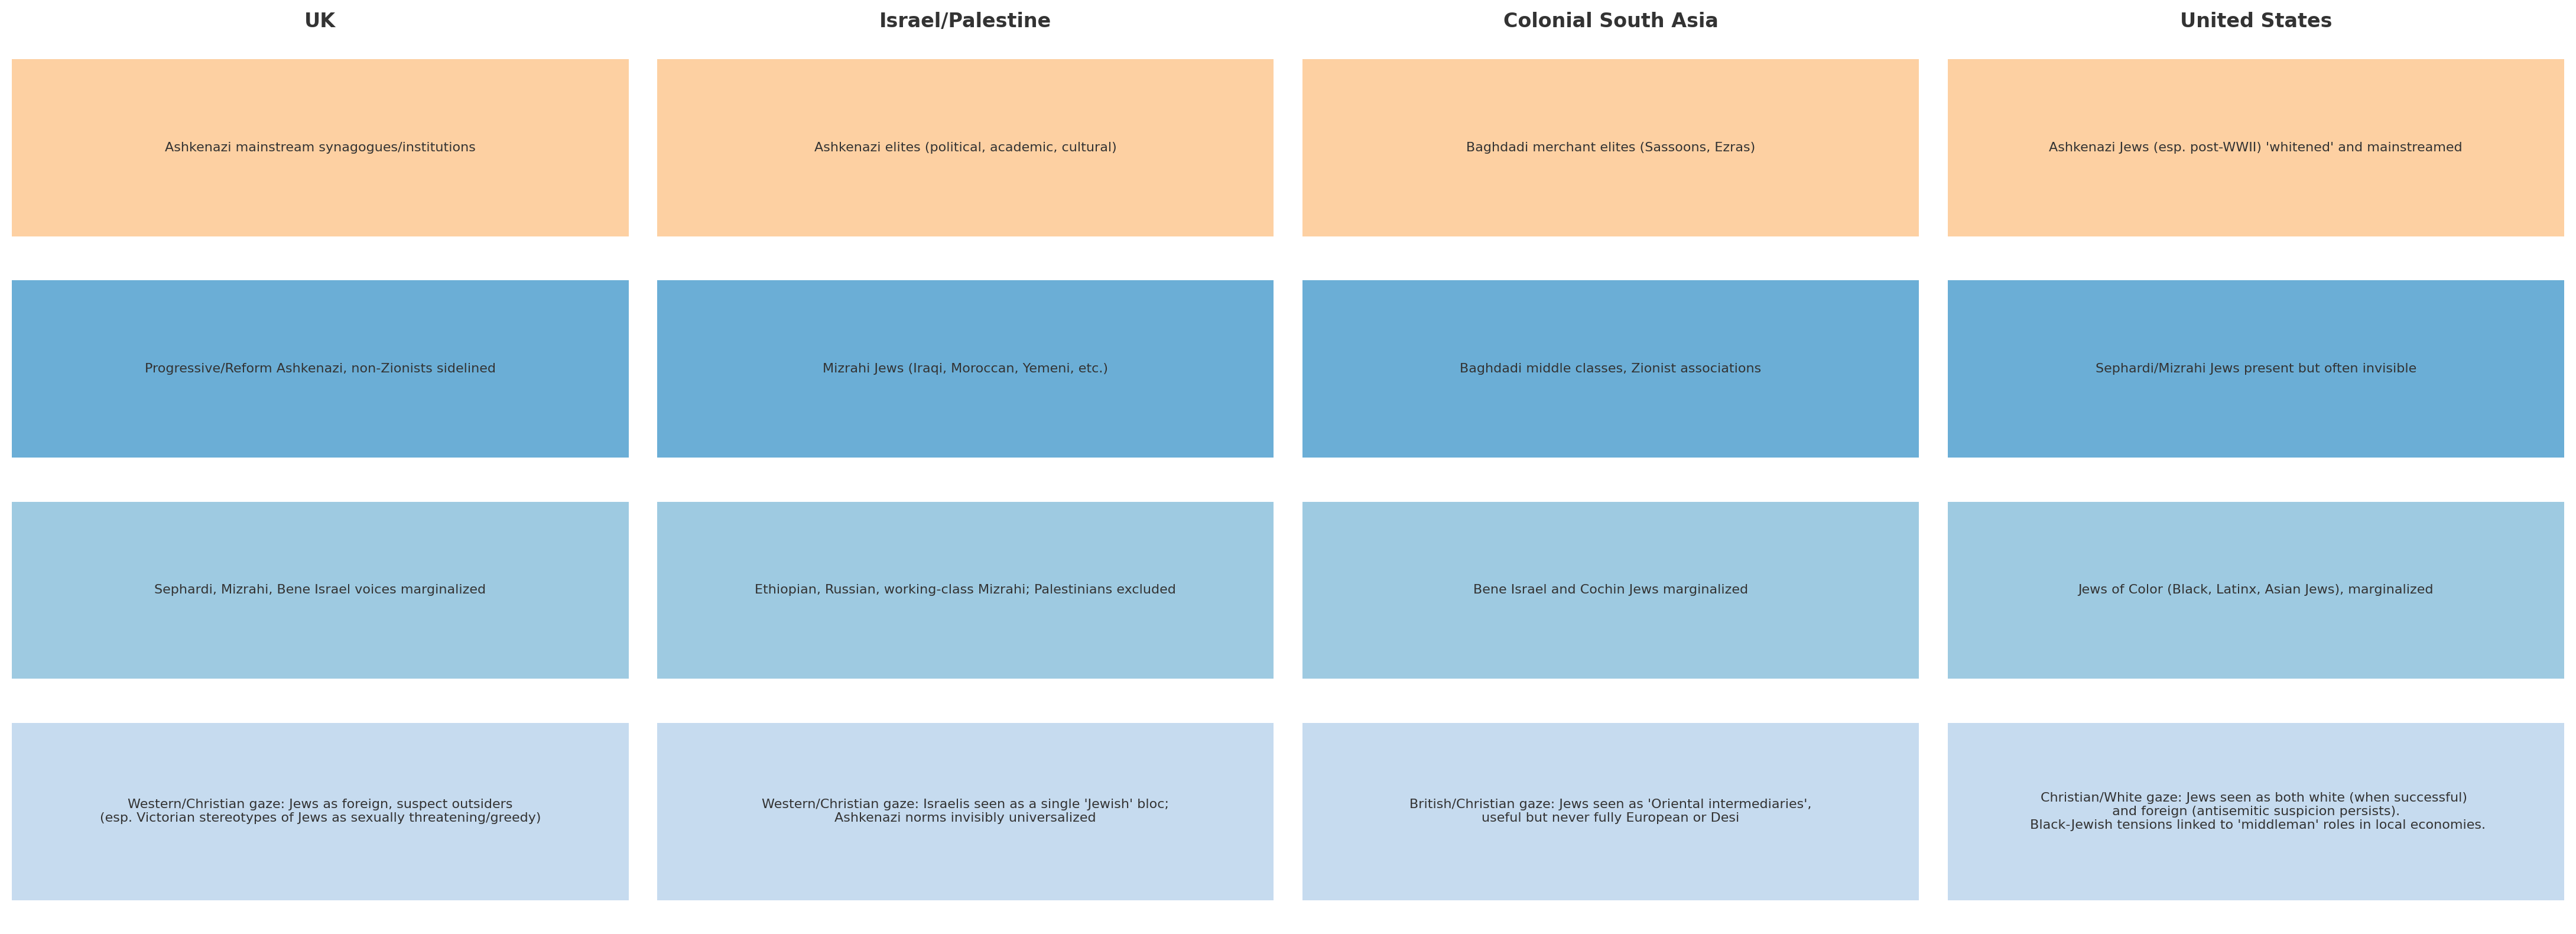 UK
Israel/Palestine
Colonial South Asia
United States
Ashkenazi mainstream synagogues/institutions
Ashkenazi elites (political, academic, cultural)
Baghdadi merchant elites (Sassoons, Ezras)
Ashkenazi Jews (esp. post-WWII) 'whitened' and mainstreamed
Progressive/Reform Ashkenazi, non-Zionists sidelined
Mizrahi Jews (Iraqi, Moroccan, Yemeni, etc.)
Baghdadi middle classes, Zionist associations
Sephardi/Mizrahi Jews present but often invisible
Sephardi, Mizrahi, Bene Israel voices marginalized
Ethiopian, Russian, working-class Mizrahi; Palestinians excluded
Bene Israel and Cochin Jews marginalized
Jews of Color (Black, Latinx, Asian Jews), marginalized
Western/Christian gaze: Jews as foreign, suspect outsiders
(esp. Victorian stereotypes of Jews as sexually threatening/greedy)
Western/Christian gaze: Israelis seen as a single 'Jewish' bloc;
Ashkenazi norms invisibly universalized
British/Christian gaze: Jews seen as 'Oriental intermediaries',
useful but never fully European or Desi
Christian/White gaze: Jews seen as both white (when successful)
and foreign (antisemitic suspicion persists).
Black-Jewish tensions linked to 'middleman' roles in local economies.